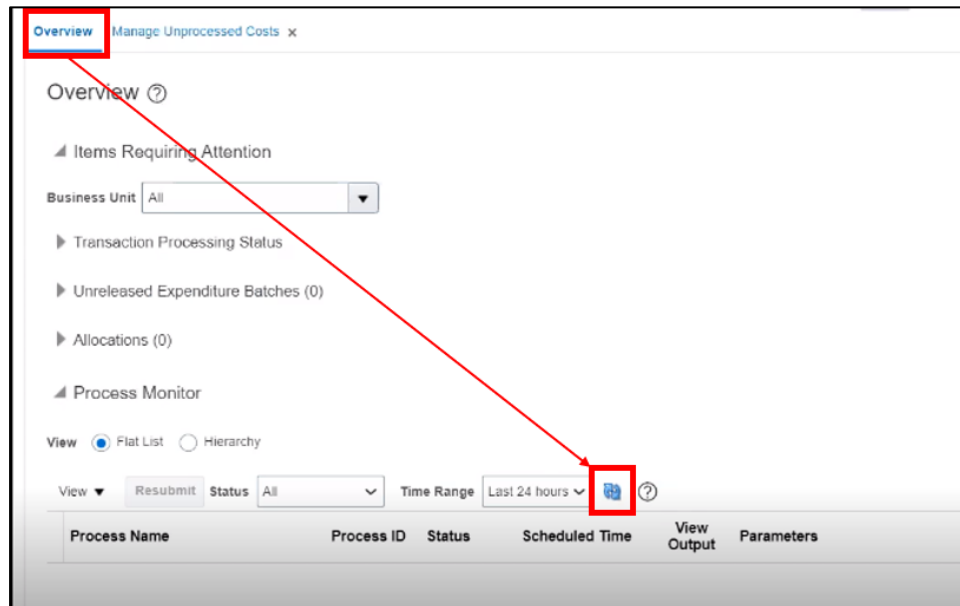 Overview Manage Unprocessed Costs x
Overview ?
Items Requiring Attention
Business Unit All
Transaction Processing Status
Unreleased Expenditure Batches (0)
Allocations (0)
Process Monitor
View Flat List Hierarchy
View Resubmit Status All Time Range Last 24 hours ?
Process Name Process ID Status Scheduled Time View Output Parameters